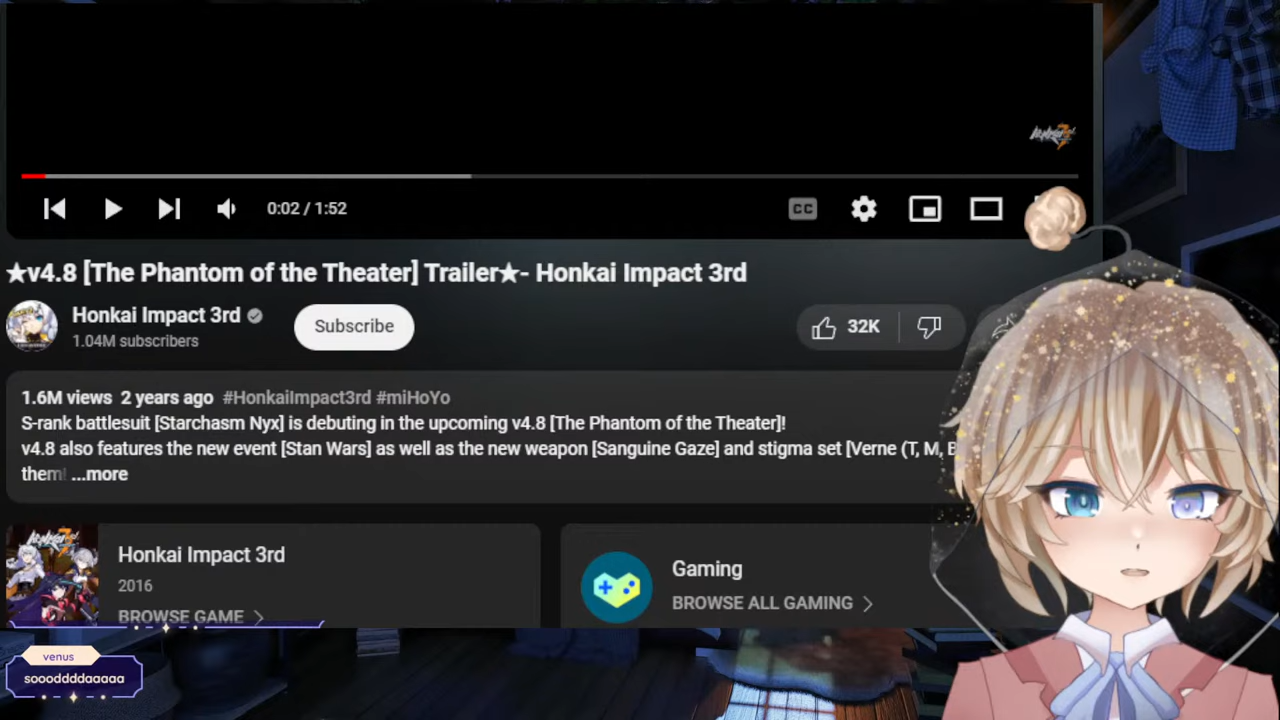 CC
0:02 / 1:52
★v4.8 [The Phantom of the Theater] Trailer★- Honkai Impact 3rd
Honkai Impact 3rd
1.04M subscribers
Subscribe
32K
1.6M views 2 years ago #HonkaiImpact3rd #miHoYo
S-rank battlesuit [Starchasm Nyx] is debuting in the upcoming v4.8 [The Phantom of the Theater]!
v4.8 also features the new event [Stan Wars] as well as the new weapon [Sanguine Gaze] and stigma set [Verne (T, M, B
them! ...more
Honkai Impact 3rd
2016
BROWSE GAME
Gaming
BROWSE ALL GAMING
venus
soooddddaaaaa